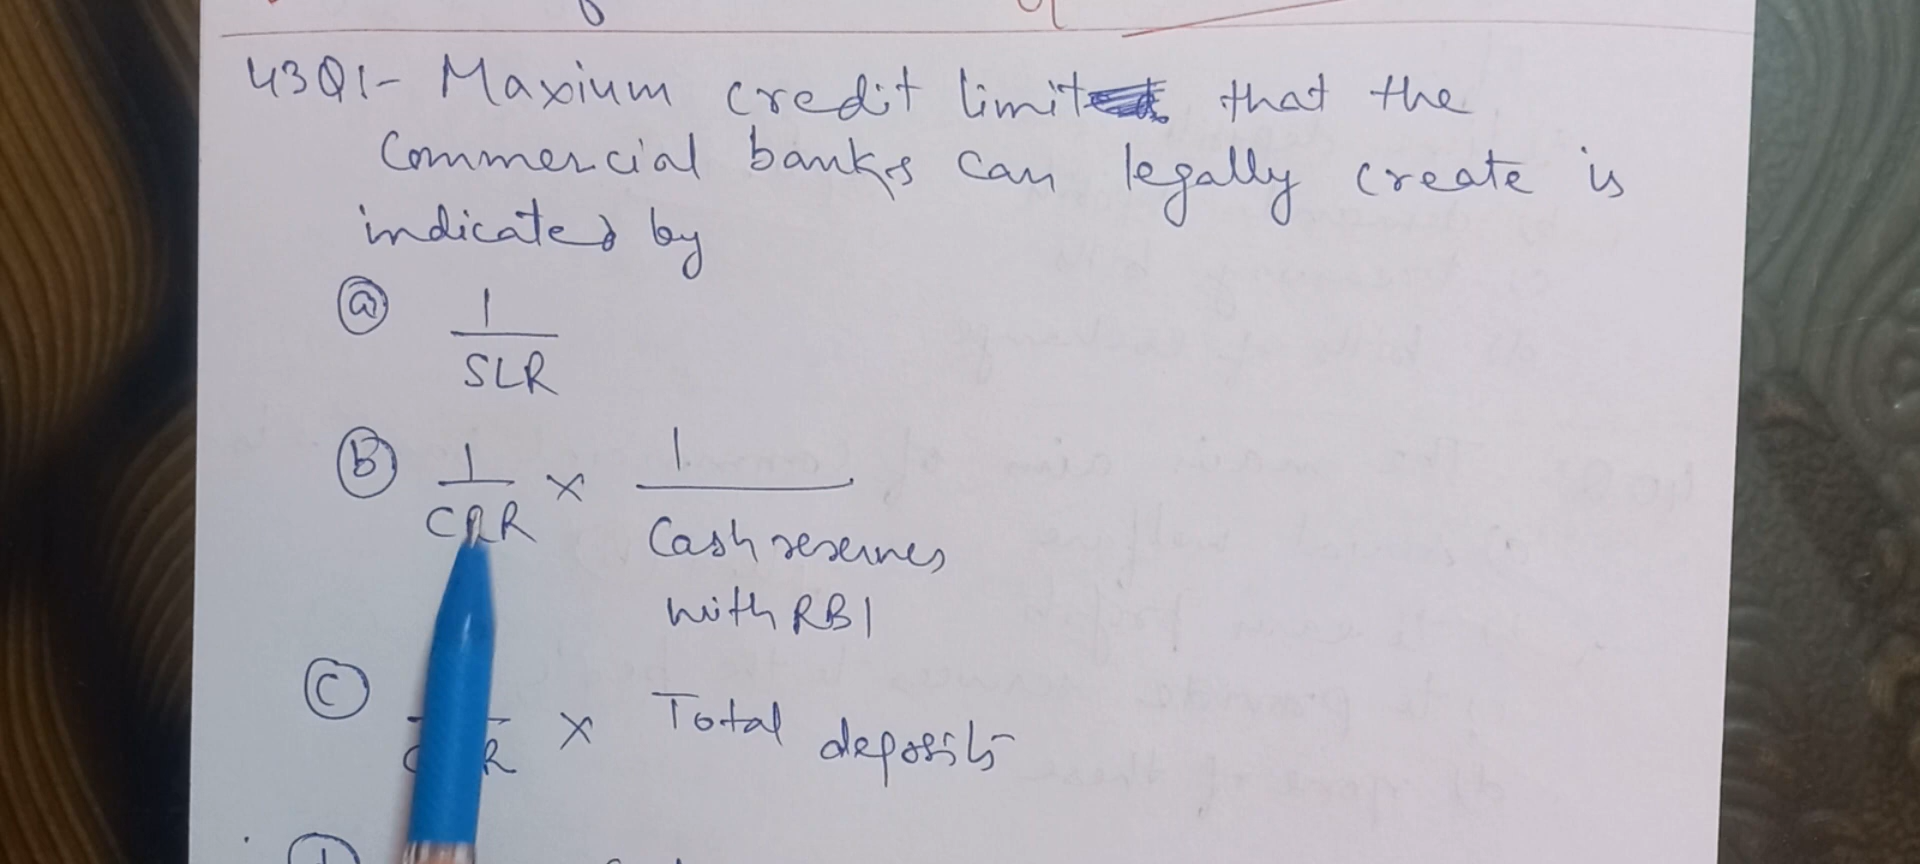 43Q1- Maxium credit limit that the
Commercial banks can legally create is
indicated by
(a) 1
SLR
(b) 1 × 1
CRR Cash reserves
with RBI
(c) × Total deposits
R